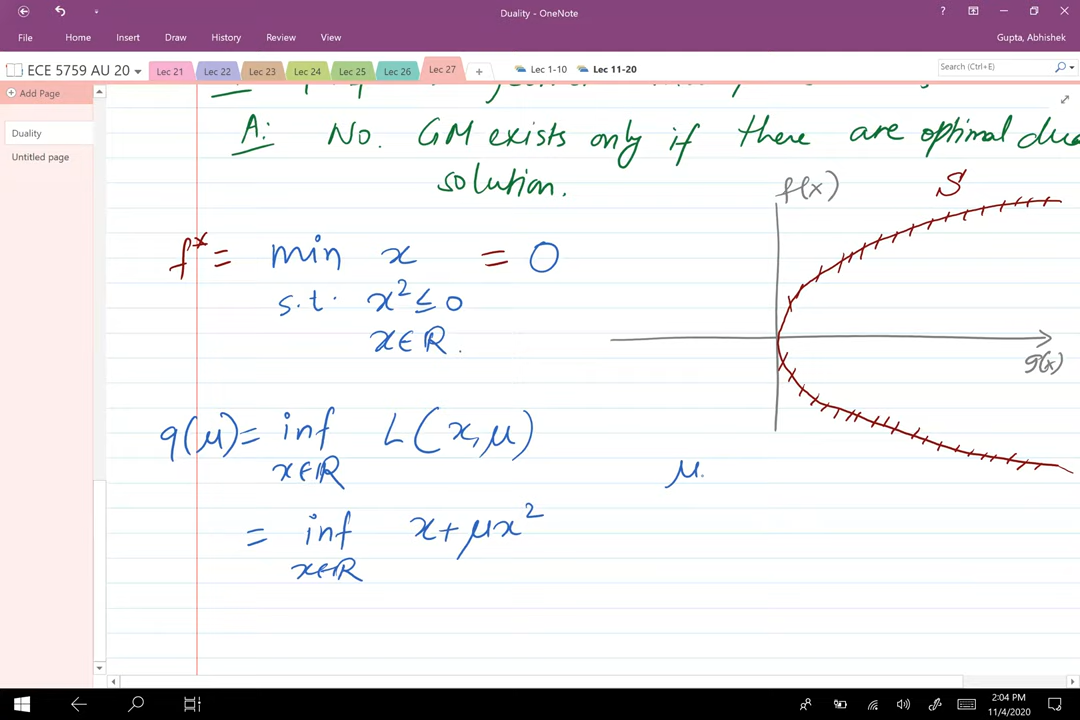 Duality - OneNote
?
File
Home
Insert
Draw
History
Review
View
Gupta, Abhishek
ECE 5759 AU 20
Lec 21
Lec 22
Lec 23
Lec 24
Lec 25
Lec 26
Lec 27
+
Lec 1-10
Lec 11-20
Search (Ctrl+E)
Add Page
Duality
Untitled page
A: No. GM exists only if there are optimal dua
solution.
f(x)
S
f* = min x = 0
s.t. x² ≤ 0
x∈ℝ.
g(x)
q(μ) = inf L(x,μ)
x∈ℝ
μ.
= inf x + μx²
x∈ℝ
2:04 PM
11/4/2020